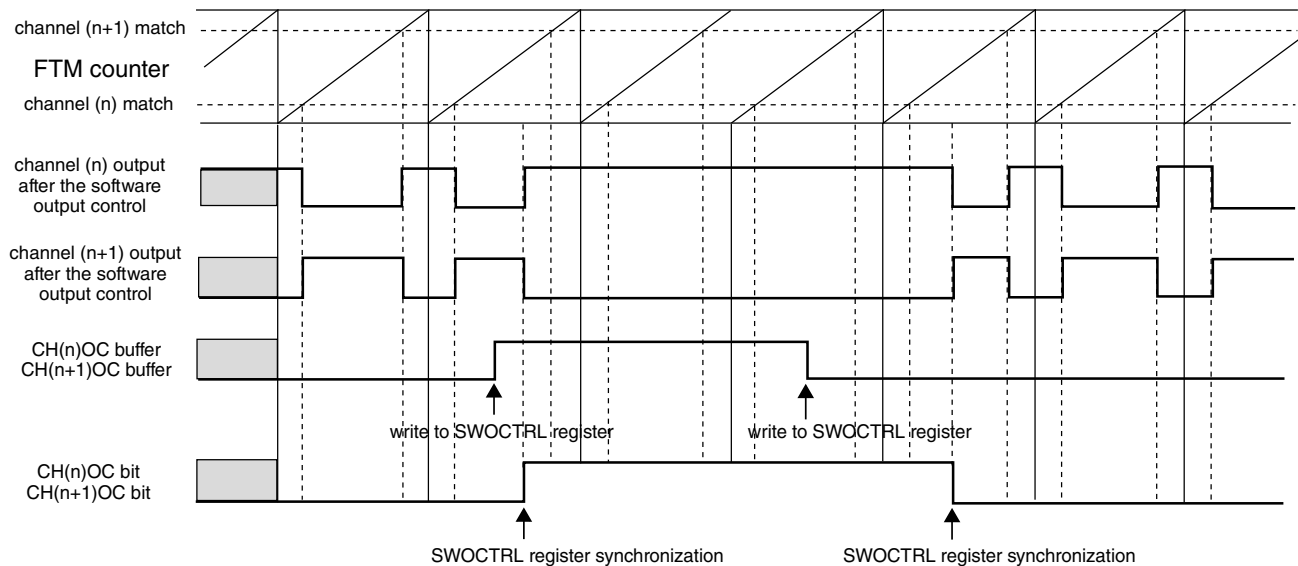 channel (n+1) match
FTM counter
channel (n) match
channel (n) output
after the software
output control
channel (n+1) output
after the software
output control
CH(n)OC buffer
CH(n+1)OC buffer
write to SWOCTRL register
write to SWOCTRL register
CH(n)OC bit
CH(n+1)OC bit
SWOCTRL register synchronization
SWOCTRL register synchronization